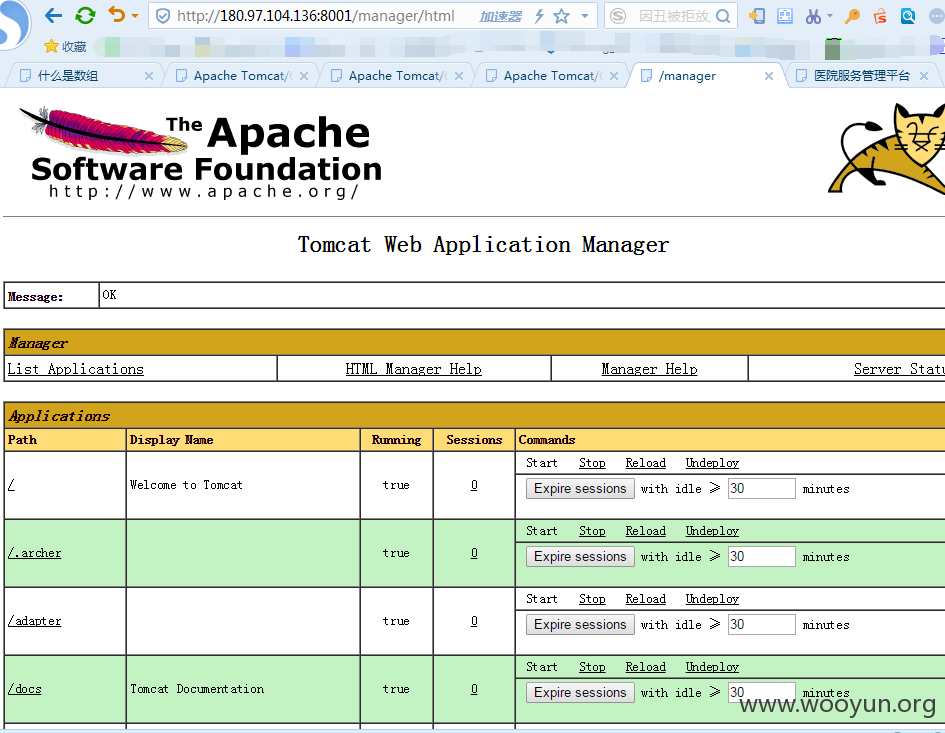 http://180.97.104.136:8001/manager/html 加速器 因丑被拒放
收藏
什么是数组 Apache Tomcat/ Apache Tomcat/ Apache Tomcat/ /manager 医院服务管理平台
The Apache
Software Foundation
http://www.apache.org/
Tomcat Web Application Manager
Message: OK
Manager
List Applications HTML Manager Help Manager Help Server Statu
Applications
Path Display Name Running Sessions Commands
Start Stop Reload Undeploy
/ Welcome to Tomcat true 0
Expire sessions with idle ≥ 30 minutes
Start Stop Reload Undeploy
/.archer true 0
Expire sessions with idle ≥ 30 minutes
Start Stop Reload Undeploy
/adapter true 0
Expire sessions with idle ≥ 30 minutes
Start Stop Reload Undeploy
/docs Tomcat Documentation true 0
Expire sessions with idle ≥ 30 minutes
www.wooyun.org